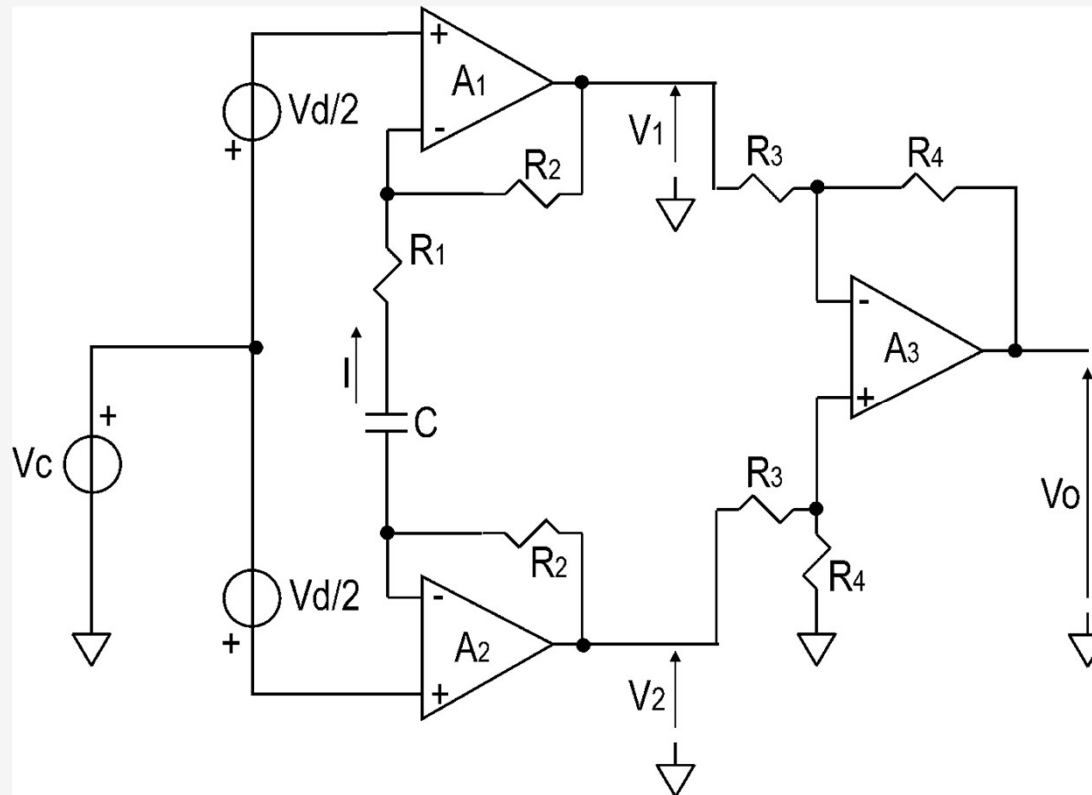 +
A1
-
Vd/2
+
V1
R2
R3
R4
R1
-
A3
+
I
C
+
Vc
R3
Vo
R2
R4
Vd/2
+
-
A2
+
V2